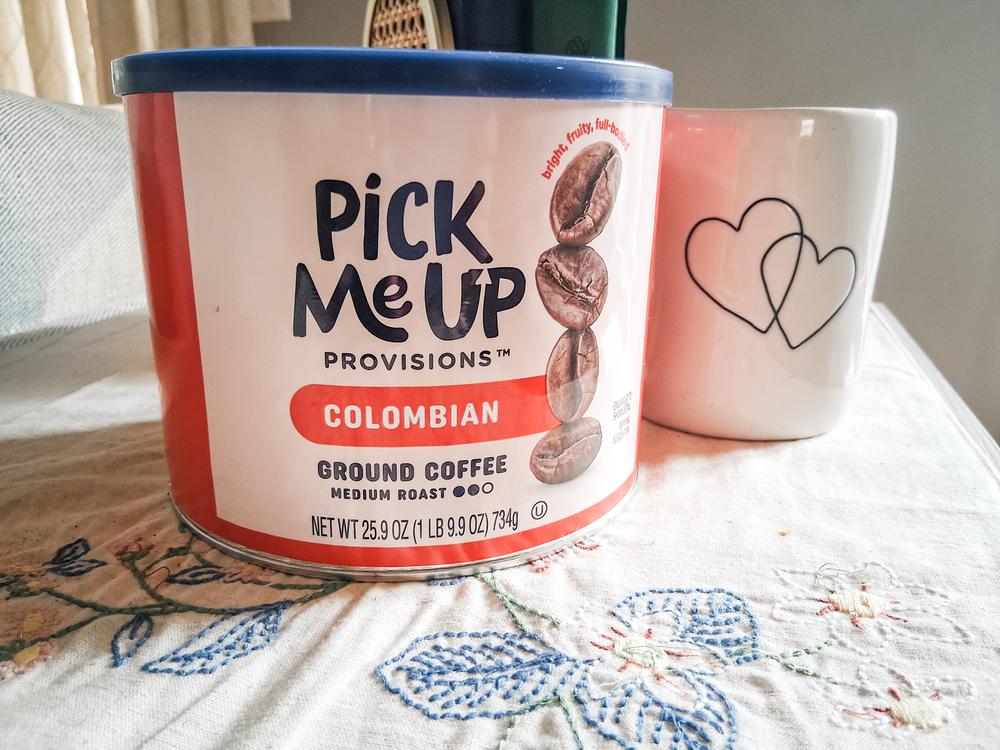 bright, fruity, full-bodied
PiCK
Me UP
PROVISIONS™
COLOMBIAN
GROUND COFFEE
MEDIUM ROAST
NET WT 25.9 OZ (1 LB 9.9 OZ) 734g
U